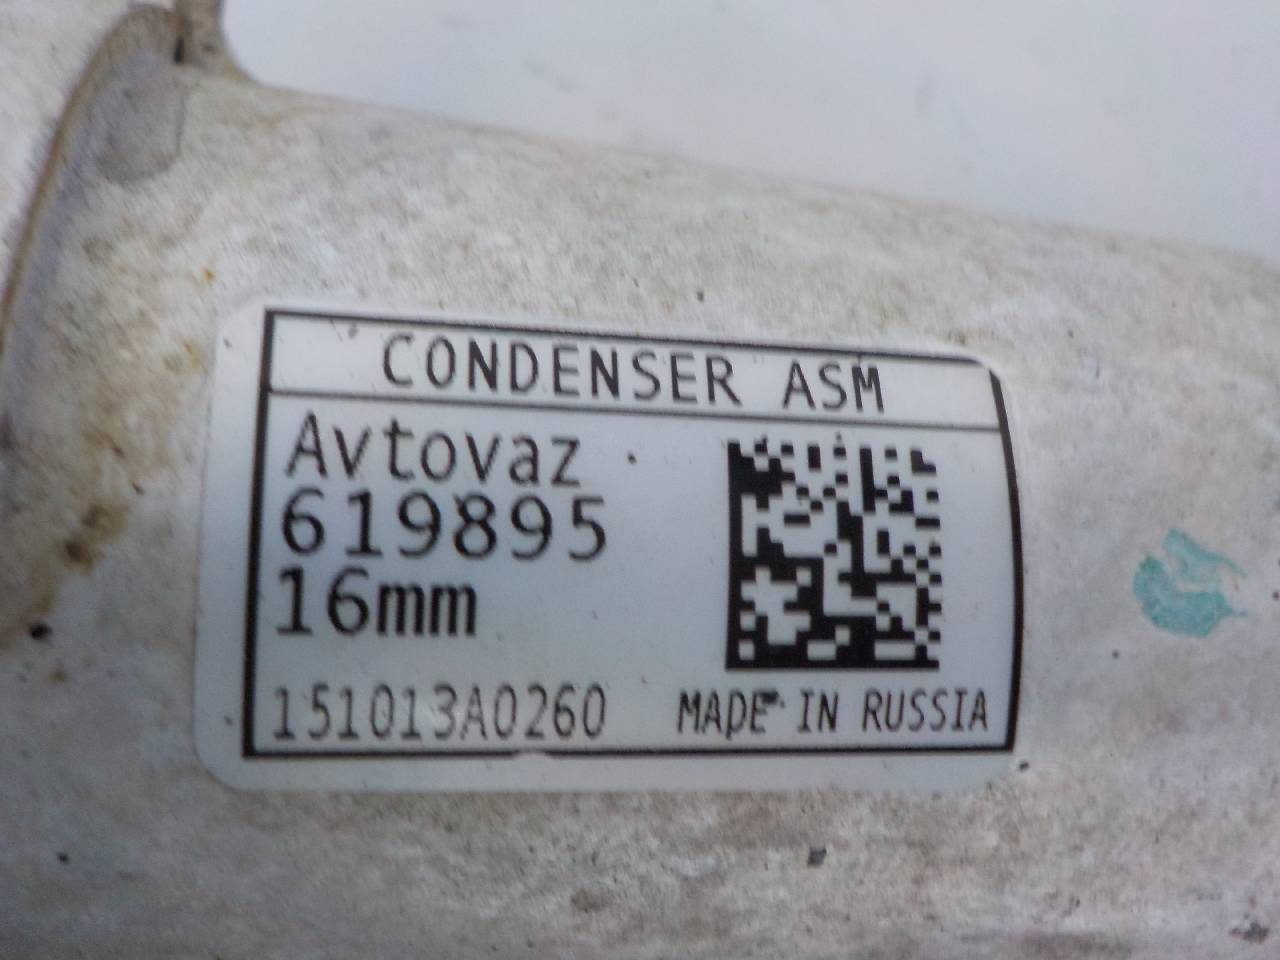 CONDENSER ASM
Avtovaz
619895
16mm
151013A0260 MADE IN RUSSIA